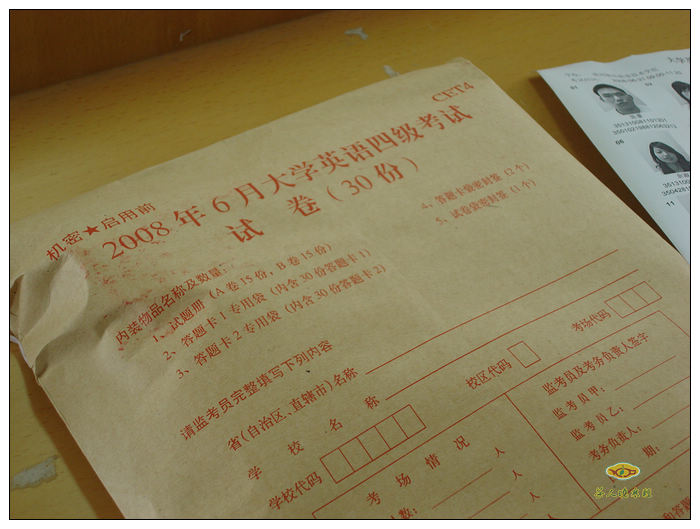 CET4
机密★启用前
2008年6月大学英语四级考试
试 卷（30份）
内装物品名称及数量：
1、试题册（A卷15份，B卷15份）
2、答题卡1专用袋（内含30份答题卡1）
3、答题卡2专用袋（内含30份答题卡2）
4、答题卡袋密封签（2个）
5、试卷袋密封签（1个）
请监考员完整填写下列内容
省（自治区、直辖市）名称
学 校 名 称
校区代码
考场代码
学校代码
考 场 情 况
人
人
监考员及考务负责人签字
监 考 员 甲：
监 考 员 乙：
考务负责人：
期：
01
06
11